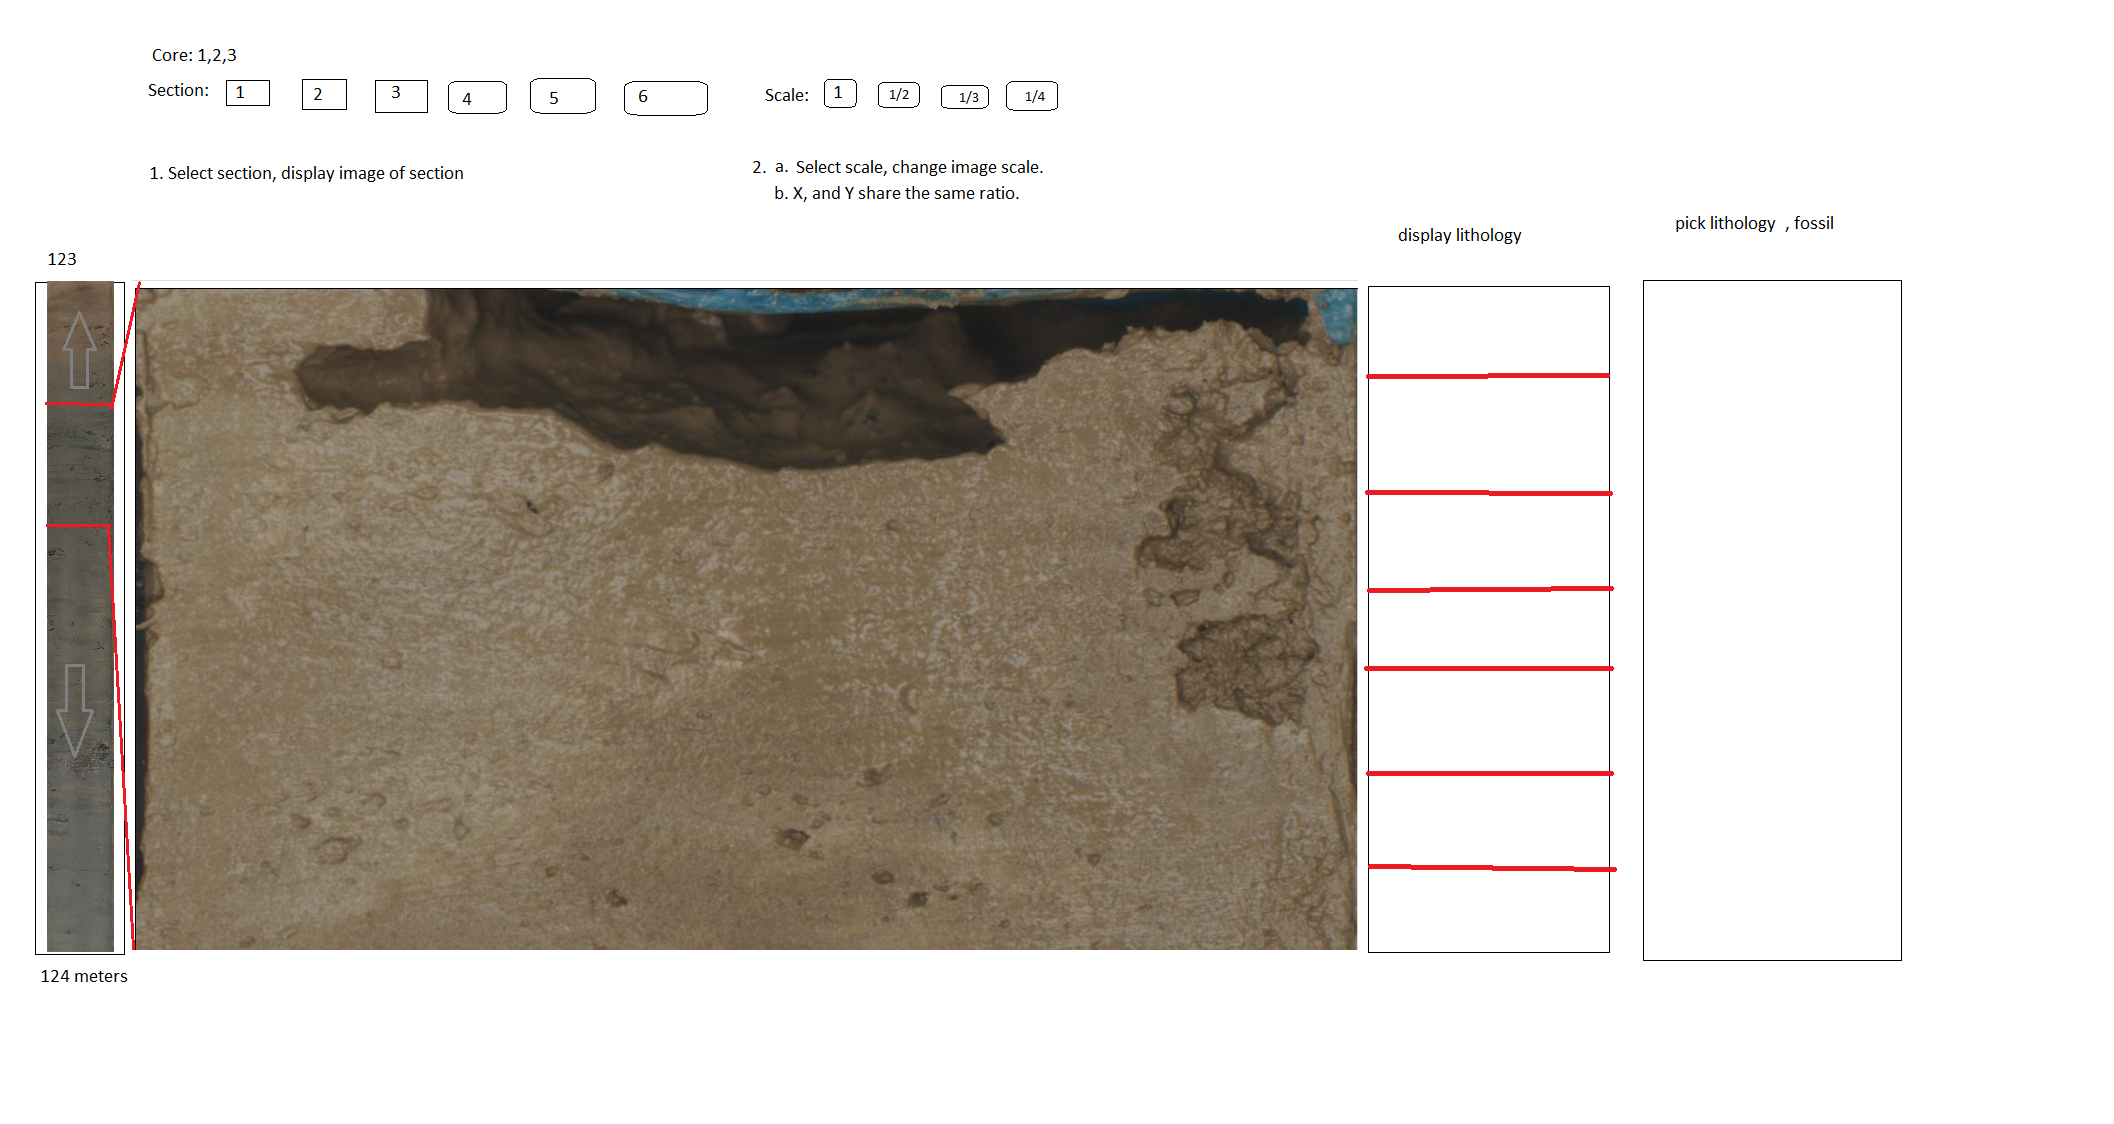 Core: 1,2,3
Section: 1 2 3 4 5 6 Scale: 1 1/2 1/3 1/4
1. Select section, display image of section
2. a. Select scale, change image scale.
b. X, and Y share the same ratio.
display lithology
pick lithology , fossil
123
124 meters